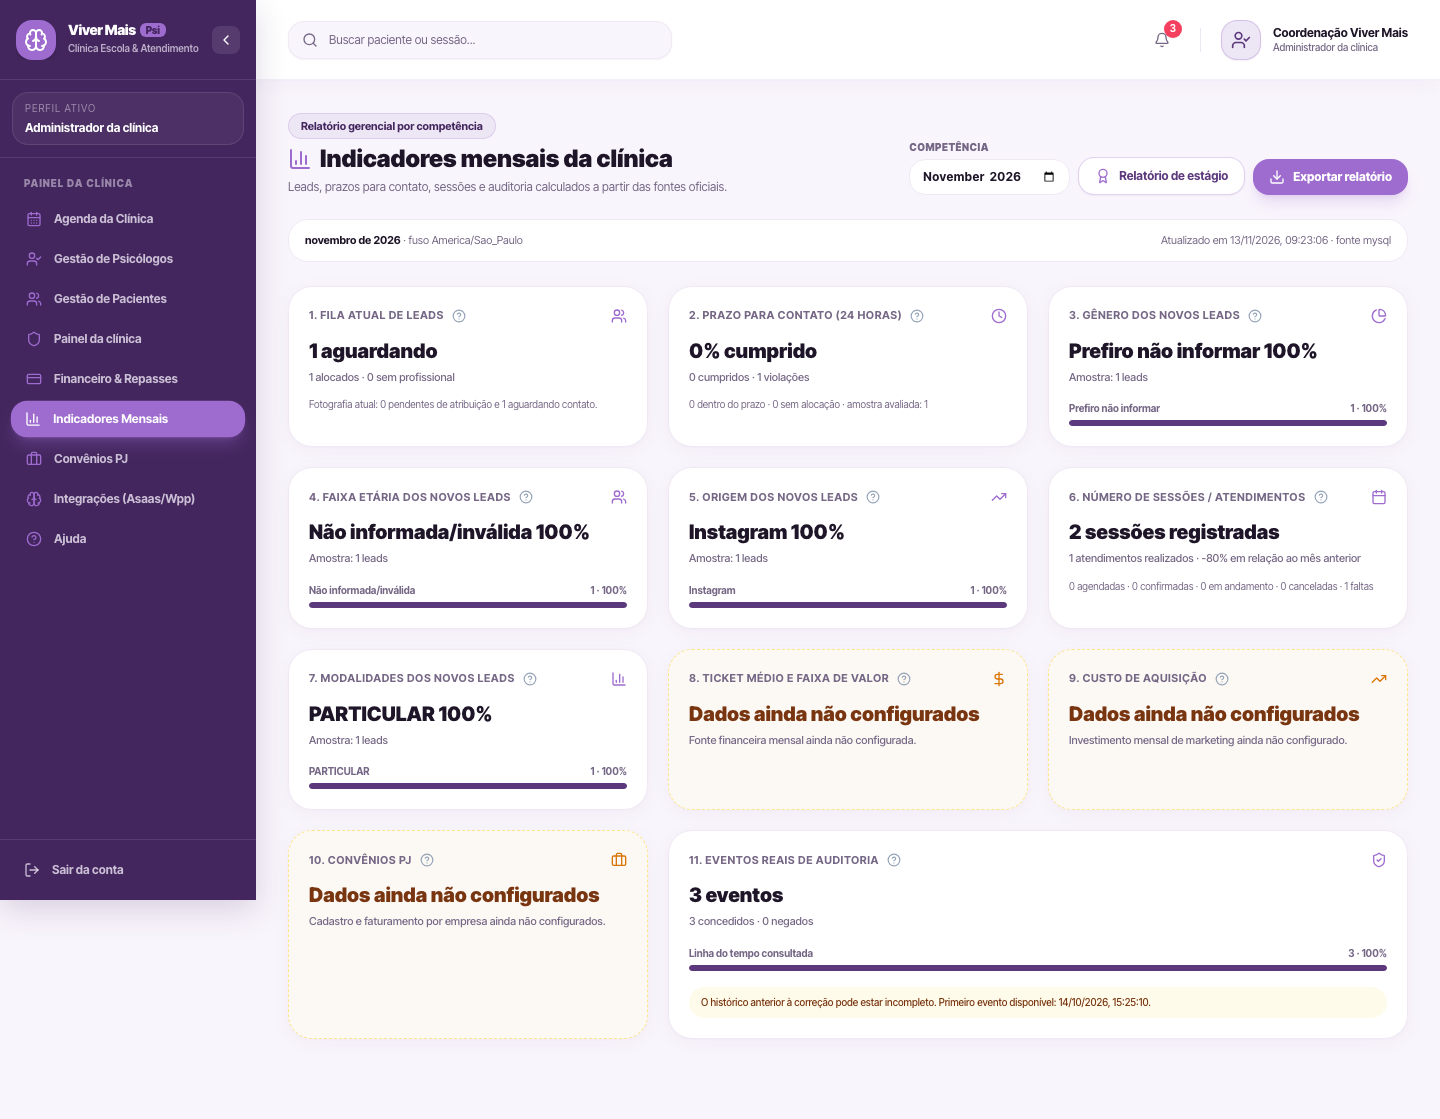 Viver Mais Psi
Clínica Escola & Atendimento
PERFIL ATIVO
Administrador da clínica
PAINEL DA CLÍNICA
Agenda da Clínica
Gestão de Psicólogos
Gestão de Pacientes
Painel da clínica
Financeiro & Repasses
Indicadores Mensais
Convênios PJ
Integrações (Asaas/Wpp)
Ajuda
Sair da conta
Buscar paciente ou sessão...
3
Coordenação Viver Mais
Administrador da clínica
Relatório gerencial por competência
Indicadores mensais da clínica
Leads, prazos para contato, sessões e auditoria calculados a partir das fontes oficiais.
COMPETÊNCIA
November 2026
Relatório de estágio
Exportar relatório
novembro de 2026 · fuso America/Sao_Paulo
Atualizado em 13/11/2026, 09:23:06 · fonte mysql
1. FILA ATUAL DE LEADS
1 aguardando
1 alocados · 0 sem profissional
Fotografia atual: 0 pendentes de atribuição e 1 aguardando contato.
2. PRAZO PARA CONTATO (24 HORAS)
0% cumprido
0 cumpridos · 1 violações
0 dentro do prazo · 0 sem alocação · amostra avaliada: 1
3. GÊNERO DOS NOVOS LEADS
Prefiro não informar 100%
Amostra: 1 leads
Prefiro não informar 1 · 100%
4. FAIXA ETÁRIA DOS NOVOS LEADS
Não informada/inválida 100%
Amostra: 1 leads
Não informada/inválida 1 · 100%
5. ORIGEM DOS NOVOS LEADS
Instagram 100%
Amostra: 1 leads
Instagram 1 · 100%
6. NÚMERO DE SESSÕES / ATENDIMENTOS
2 sessões registradas
1 atendimentos realizados · -80% em relação ao mês anterior
0 agendadas · 0 confirmadas · 0 em andamento · 0 canceladas · 1 faltas
7. MODALIDADES DOS NOVOS LEADS
PARTICULAR 100%
Amostra: 1 leads
PARTICULAR 1 · 100%
8. TICKET MÉDIO E FAIXA DE VALOR
Dados ainda não configurados
Fonte financeira mensal ainda não configurada.
9. CUSTO DE AQUISIÇÃO
Dados ainda não configurados
Investimento mensal de marketing ainda não configurado.
10. CONVÊNIOS PJ
Dados ainda não configurados
Cadastro e faturamento por empresa ainda não configurados.
11. EVENTOS REAIS DE AUDITORIA
3 eventos
3 concedidos · 0 negados
Linha do tempo consultada 3 · 100%
O histórico anterior à correção pode estar incompleto. Primeiro evento disponível: 14/10/2026, 15:25:10.